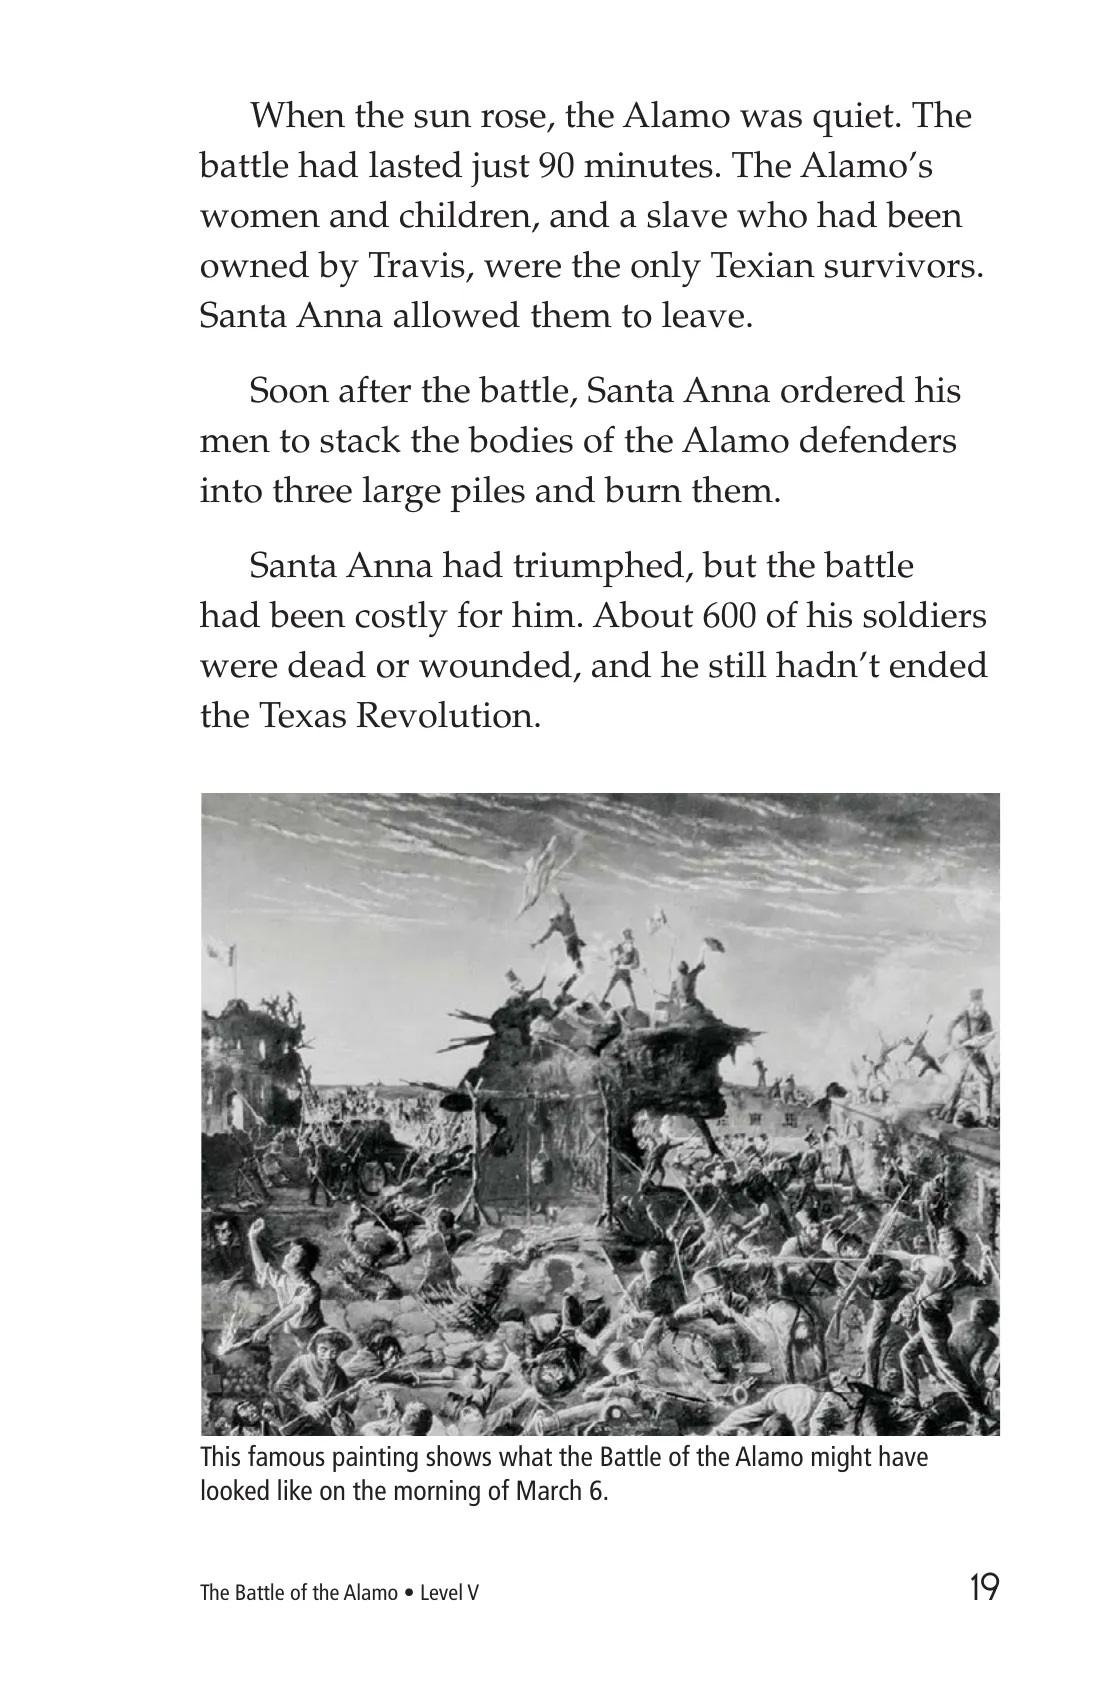 When the sun rose, the Alamo was quiet. The
battle had lasted just 90 minutes. The Alamo’s
women and children, and a slave who had been
owned by Travis, were the only Texian survivors.
Santa Anna allowed them to leave.
Soon after the battle, Santa Anna ordered his
men to stack the bodies of the Alamo defenders
into three large piles and burn them.
Santa Anna had triumphed, but the battle
had been costly for him. About 600 of his soldiers
were dead or wounded, and he still hadn’t ended
the Texas Revolution.
This famous painting shows what the Battle of the Alamo might have
looked like on the morning of March 6.
The Battle of the Alamo • Level V
19